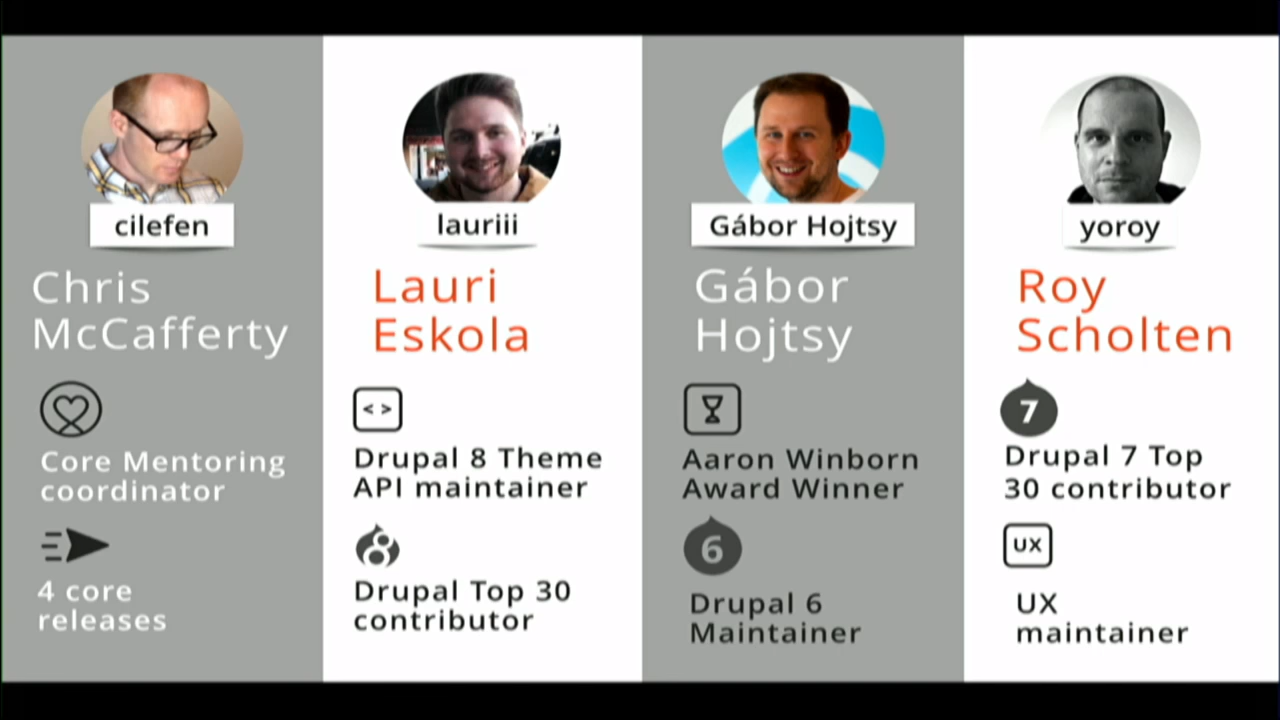 cilefen
Chris
McCafferty
Core Mentoring
coordinator
4 core
releases
lauriii
Lauri
Eskola
< >
Drupal 8 Theme
API maintainer
8
Drupal Top 30
contributor
Gábor Hojtsy
Gábor
Hojtsy
Aaron Winborn
Award Winner
6
Drupal 6
Maintainer
yoroy
Roy
Scholten
7
Drupal 7 Top
30 contributor
UX
UX
maintainer